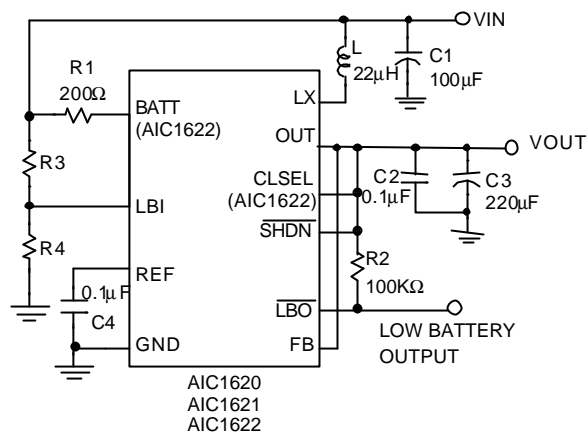 VIN
L
22µH
C1
100µF
R1
200Ω
BATT
(AIC1622)
LX
OUT
VOUT
R3
CLSEL
(AIC1622)
C2
0.1µF
C3
220µF
LBI
SHDN
R4
R2
100KΩ
REF
0.1µF
C4
LBO
LOW BATTERY
OUTPUT
GND
FB
AIC1620
AIC1621
AIC1622